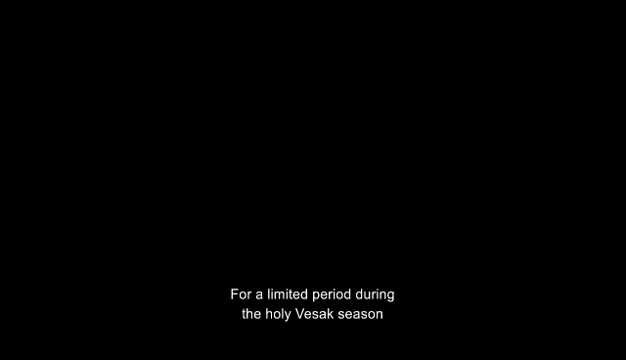 For a limited period during
the holy Vesak season